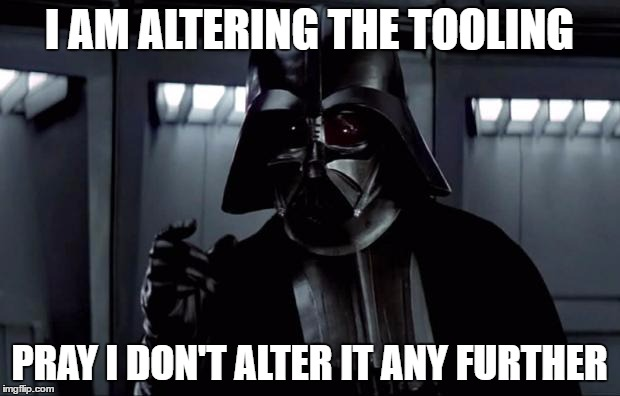 I AM ALTERING THE TOOLING
PRAY I DON'T ALTER IT ANY FURTHER
imgflip.com